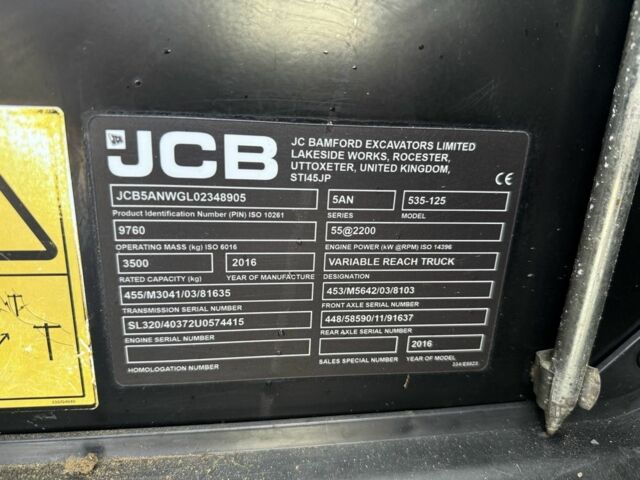 JCB
JC BAMFORD EXCAVATORS LIMITED
LAKESIDE WORKS, ROCESTER,
UTTOXETER, UNITED KINGDOM,
ST145JP
JCB5ANWGL02348905
5AN
535-125
Product Identification Number (PIN) ISO 10261
SERIES
MODEL
9760
55@2200
OPERATING MASS (kg) ISO 6016
ENGINE POWER (kW @RPM) ISO 14396
3500
2016
VARIABLE REACH TRUCK
RATED CAPACITY (kg)
YEAR OF MANUFACTURE
DESIGNATION
455/M3041/03/81635
453/M5642/03/8103
TRANSMISSION SERIAL NUMBER
FRONT AXLE SERIAL NUMBER
SL320/40372U0574415
448/58590/11/91637
ENGINE SERIAL NUMBER
REAR AXLE SERIAL NUMBER
2016
HOMOLOGATION NUMBER
SALES SPECIAL NUMBER
YEAR OF MODEL